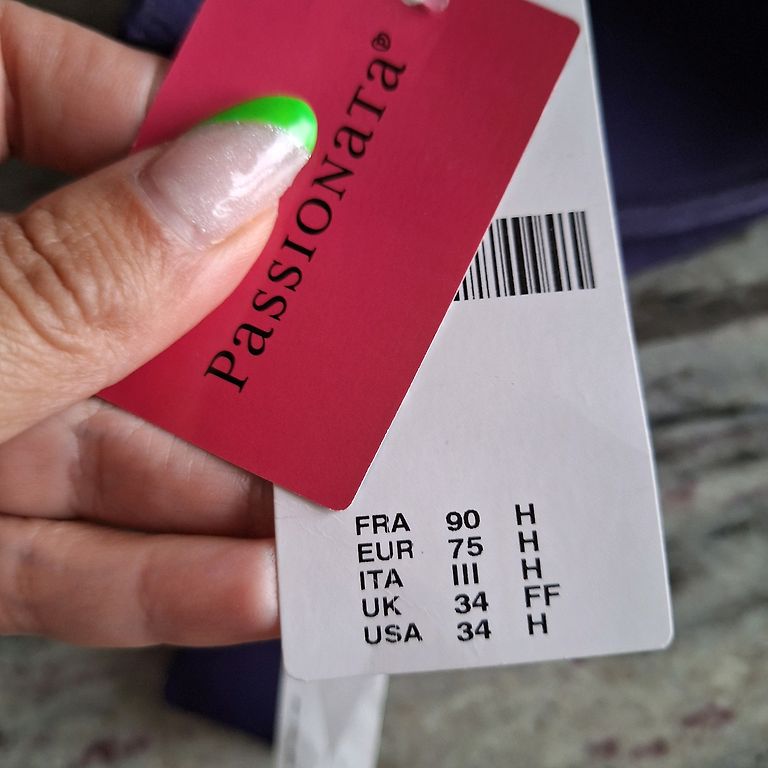 PassIONaTa®
FRA 90 H
EUR 75 H
ITA III H
UK 34 FF
USA 34 H